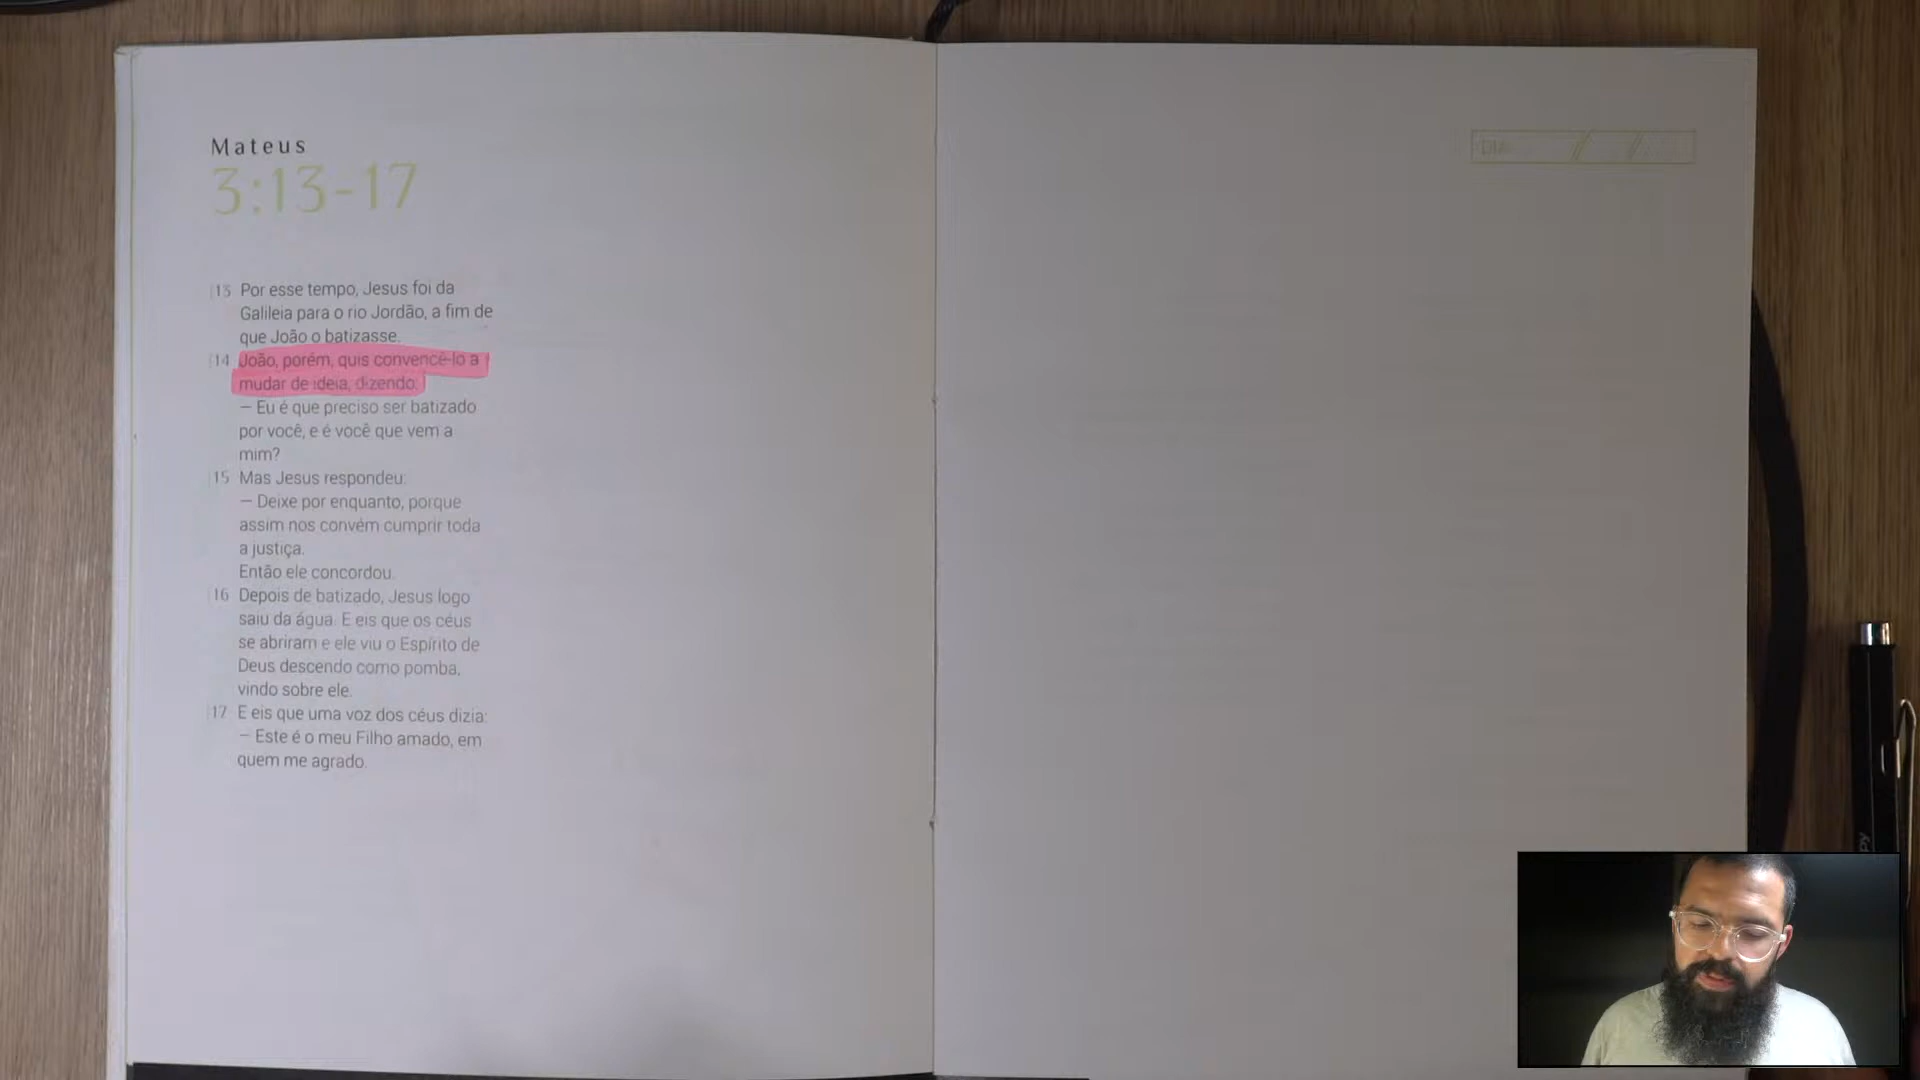 Mateus
3:13-17
13 Por esse tempo, Jesus foi da
Galileia para o rio Jordão, a fim de
que João o batizasse.
14 João, porém, quis convencê-lo a
mudar de ideia, dizendo:
— Eu é que preciso ser batizado
por você, e é você que vem a
mim?
15 Mas Jesus respondeu:
— Deixe por enquanto, porque
assim nos convém cumprir toda
a justiça.
Então ele concordou.
16 Depois de batizado, Jesus logo
saiu da água. E eis que os céus
se abriram e ele viu o Espírito de
Deus descendo como pomba,
vindo sobre ele.
17 E eis que uma voz dos céus dizia:
— Este é o meu Filho amado, em
quem me agrado.
DIA / /